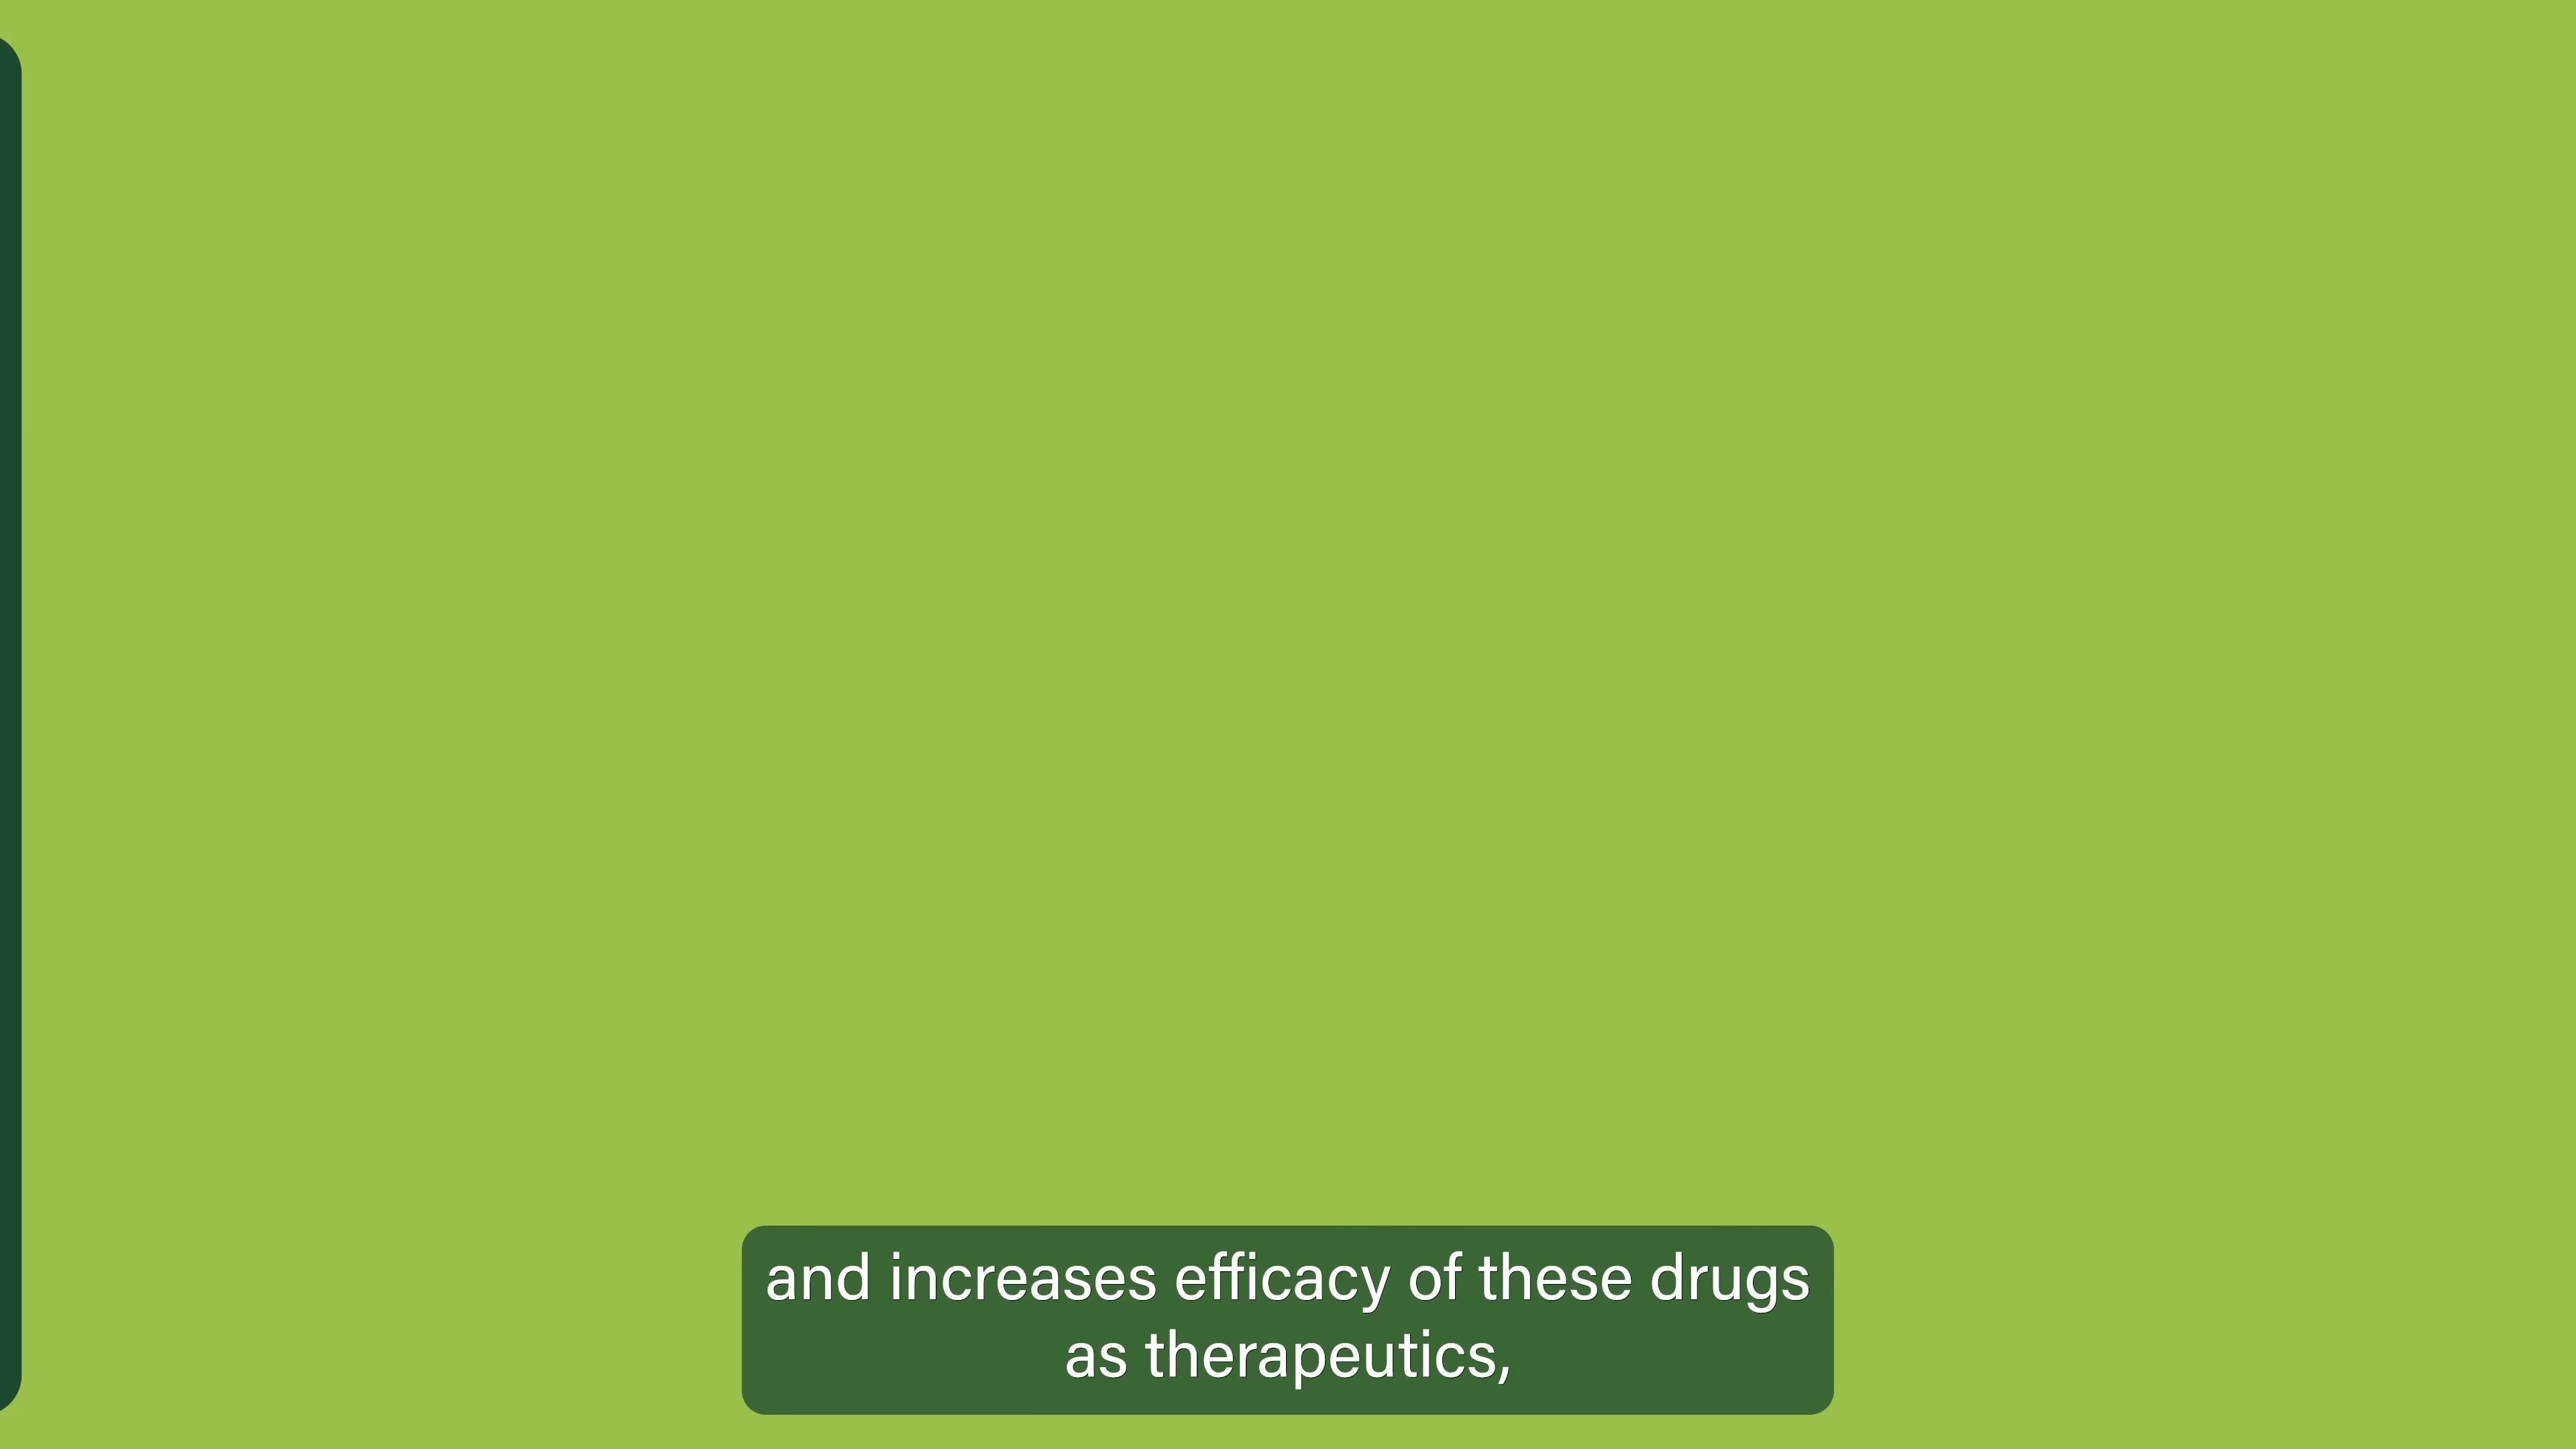 and increases efficacy of these drugs
as therapeutics,